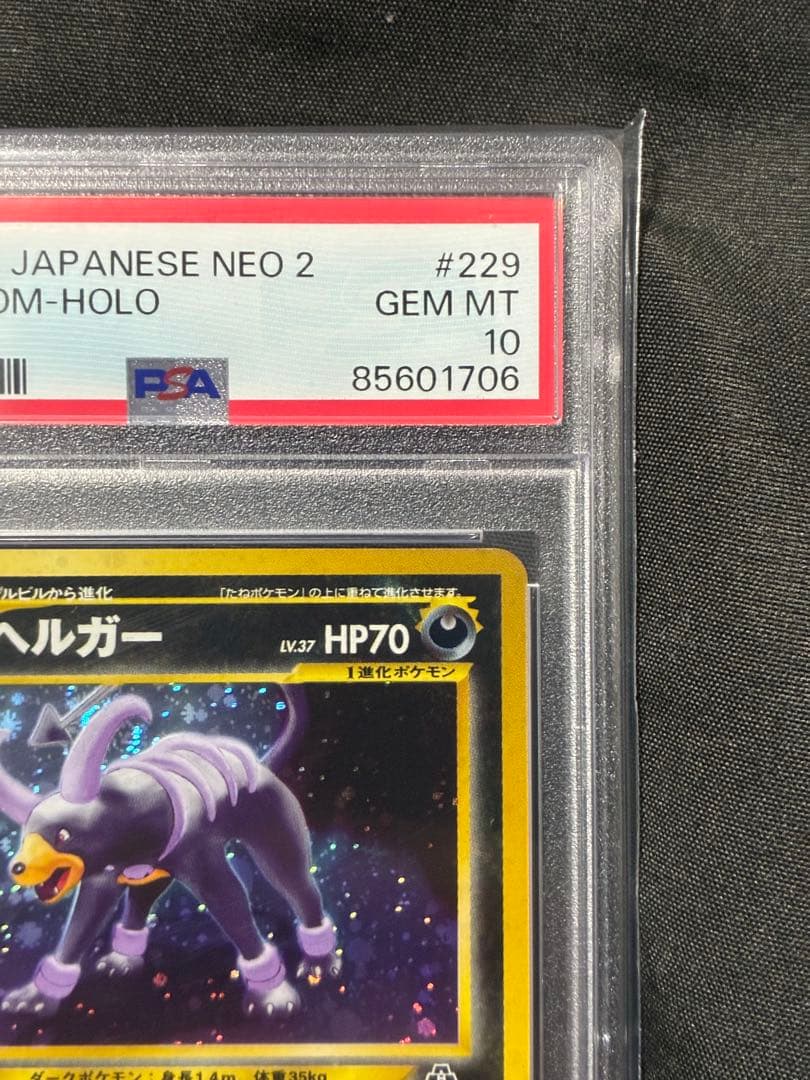 JAPANESE NEO 2 #229
OM-HOLO GEM MT
10
PSA 85601706
ルビルから進化 「たねポケモン」の上に重ねて進化させます。
ヘルガー LV.37 HP70
1進化ポケモン
ダークポケモン：身長1.4m、体重35kg